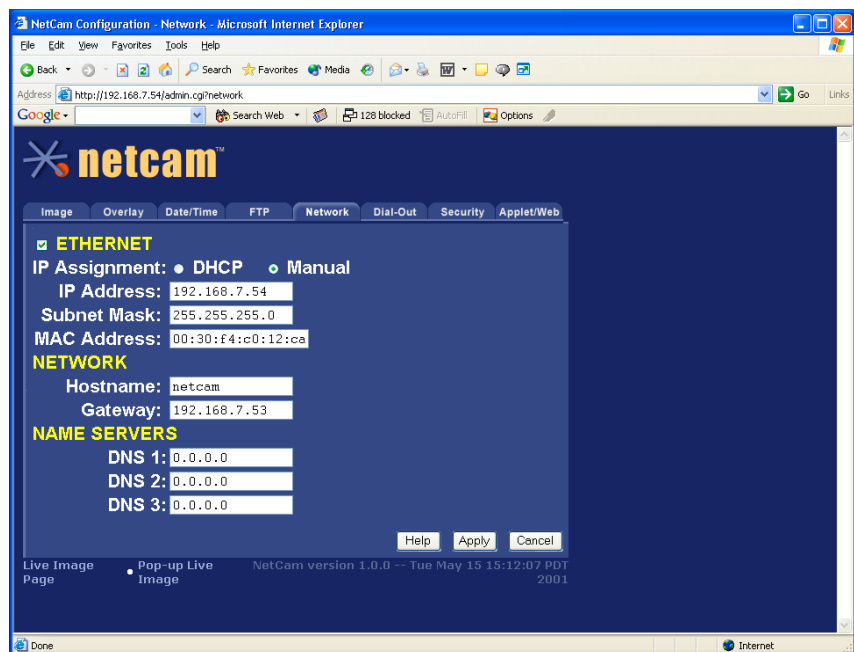 NetCam Configuration - Network - Microsoft Internet Explorer
File Edit View Favorites Tools Help
Back Search Favorites Media
Address http://192.168.7.54/admin.cgi?network Go Links
Google Search Web 128 blocked AutoFill Options
netcam™
Image Overlay Date/Time FTP Network Dial-Out Security Applet/Web
ETHERNET
IP Assignment: DHCP Manual
IP Address: 192.168.7.54
Subnet Mask: 255.255.255.0
MAC Address: 00:30:f4:c0:12:ca
NETWORK
Hostname: netcam
Gateway: 192.168.7.53
NAME SERVERS
DNS 1: 0.0.0.0
DNS 2: 0.0.0.0
DNS 3: 0.0.0.0
Help Apply Cancel
Live Image Pop-up Live NetCam version 1.0.0 -- Tue May 15 15:12:07 PDT
Page Image 2001
Done Internet